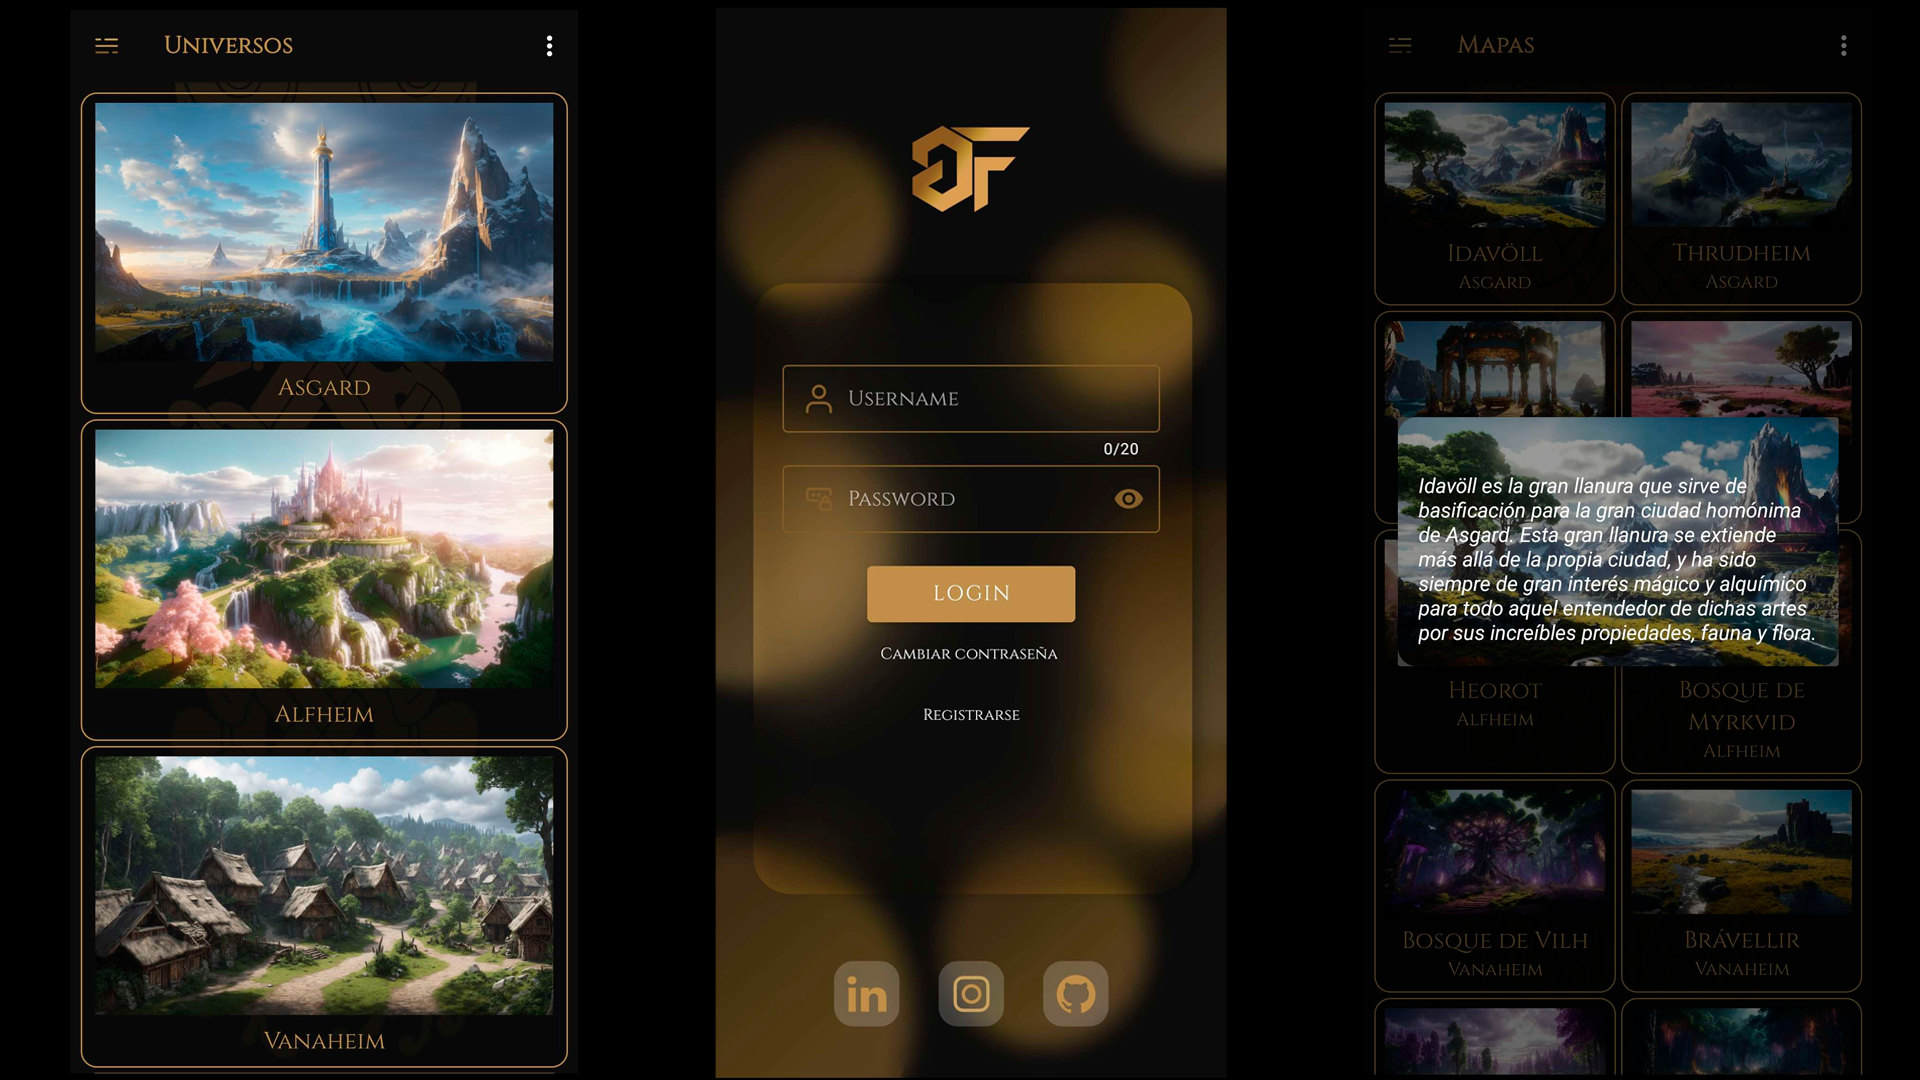 Universos
Asgard
Alfheim
Vanaheim
GF
Username
0/20
Password
LOGIN
Cambiar contraseña
Registrarse
in
Mapas
Idavöll
Asgard
Thrudheim
Asgard
Idavöll es la gran llanura que sirve de
basificación para la gran ciudad homónima
de Asgard. Esta gran llanura se extiende
más allá de la propia ciudad, y ha sido
siempre de gran interés mágico y alquímico
para todo aquel entendedor de dichas artes
por sus increíbles propiedades, fauna y flora.
Heorot
Alfheim
Bosque de
Myrkvid
Alfheim
Bosque de Vilh
Vanaheim
Brávellir
Vanaheim